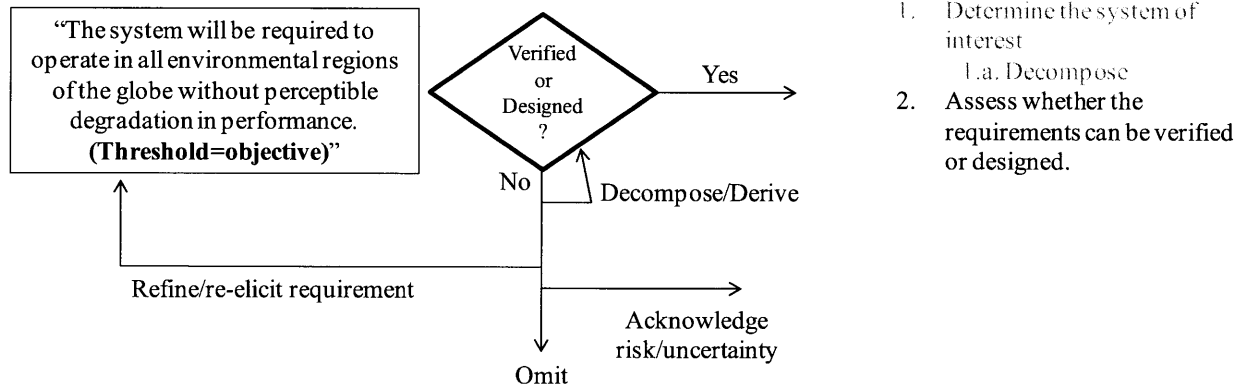 “The system will be required to
operate in all environmental regions
of the globe without perceptible
degradation in performance.
(Threshold=objective)”
Verified
or
Designed
?
Yes
No
Decompose/Derive
Refine/re-elicit requirement
Acknowledge
risk/uncertainty
Omit
1. Determine the system of
interest
1.a. Decompose
2. Assess whether the
requirements can be verified
or designed.